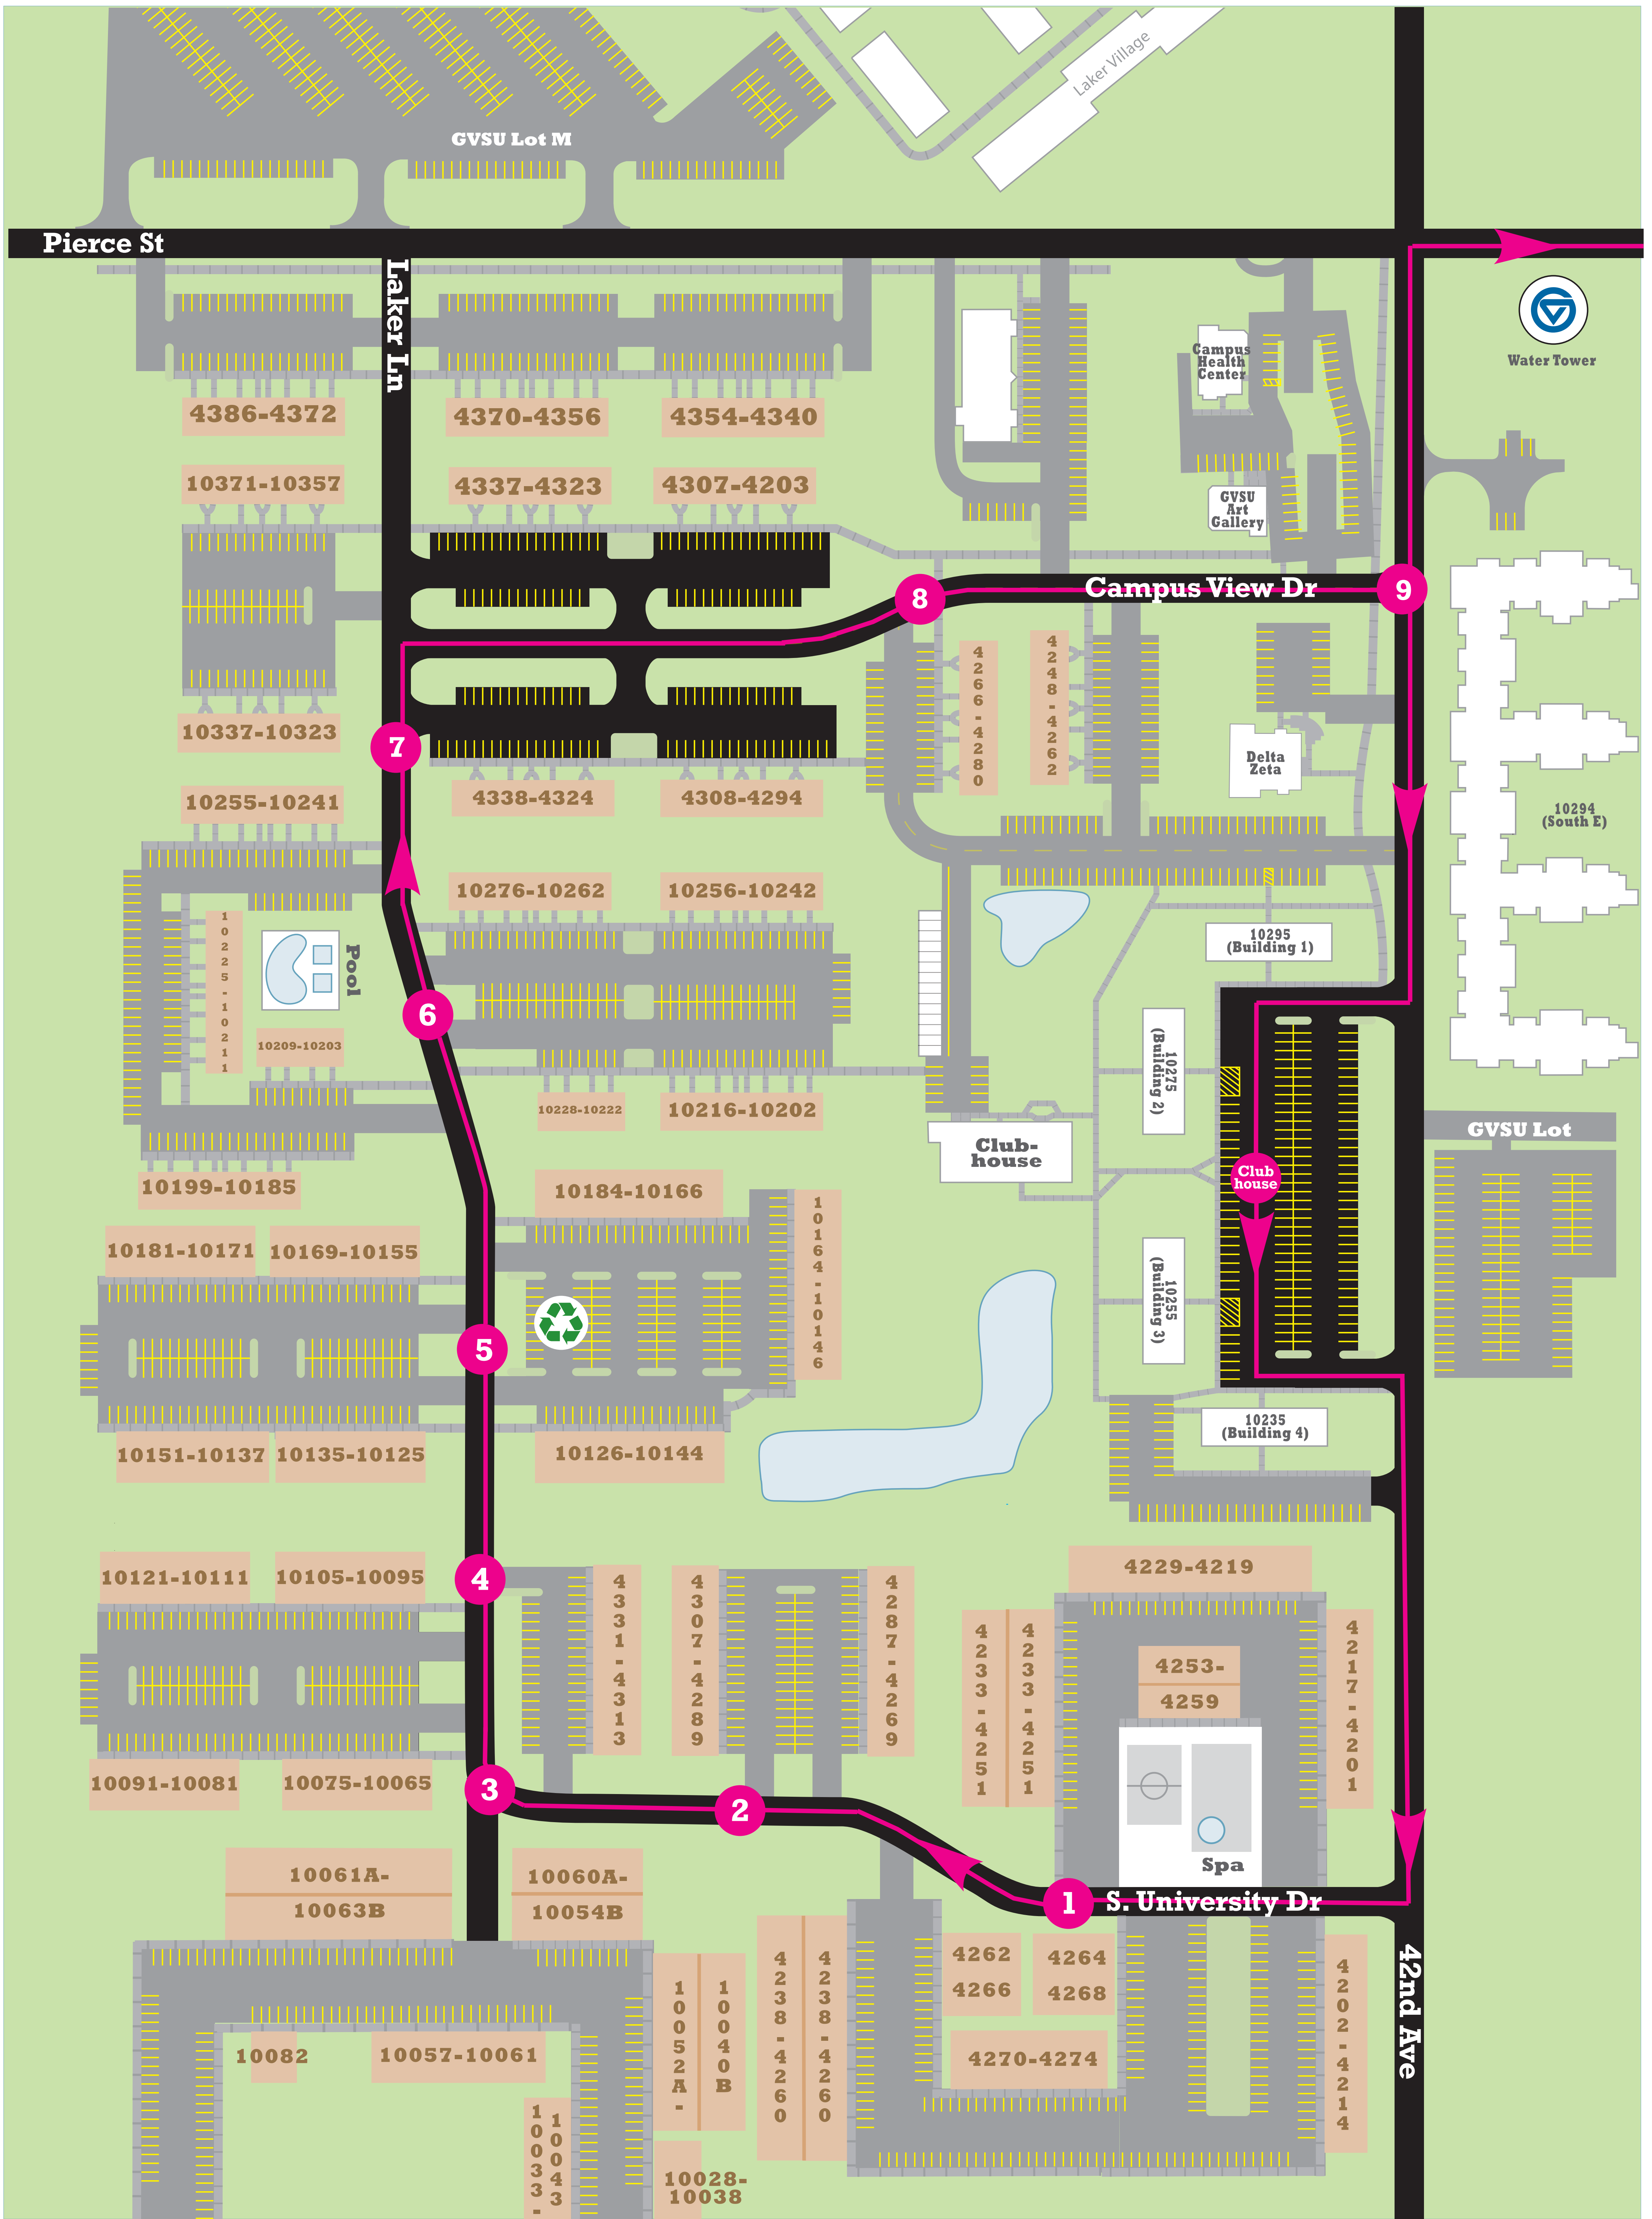 Laker Village
GVSU Lot M
Pierce St
Laker Ln
Water Tower
Campus
Health
Center
4386-4372
4370-4356
4354-4340
10371-10357
4337-4323
4307-4203
GVSU
Art
Gallery
8
Campus View Dr
9
4266-4280
4248-4262
10337-10323
7
Delta
Zeta
10255-10241
4338-4324
4308-4294
10294
(South E)
10276-10262
10256-10242
10225-10211
Pool
10295
(Building 1)
6
10209-10203
10275
(Building 2)
10228-10222
10216-10202
Club-
house
GVSU Lot
Club
house
10199-10185
10184-10166
10164-10146
10181-10171
10169-10155
10255
(Building 3)
5
10151-10137
10135-10125
10126-10144
10235
(Building 4)
10121-10111
10105-10095
4
4331-4313
4307-4289
4287-4269
4229-4219
4233-4251
4233-4251
4253-
4259
4217-4201
10091-10081
10075-10065
3
2
Spa
10061A-
10063B
10060A-
10054B
1
S. University Dr
42nd Ave
4262
4266
4264
4268
10052A-
10040B
4238-4260
4238-4260
4202-4214
10082
10057-10061
4270-4274
10033-
10043
10028-
10038